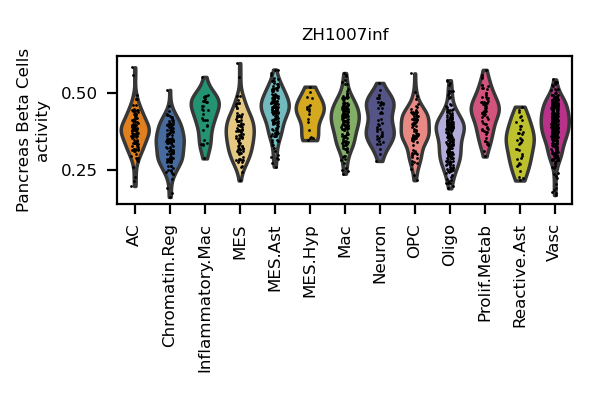 ZH1007inf
Pancreas Beta Cells
activity
0.50
0.25
AC
Chromatin.Reg
Inflammatory.Mac
MES
MES.Ast
MES.Hyp
Mac
Neuron
OPC
Oligo
Prolif.Metab
Reactive.Ast
Vasc